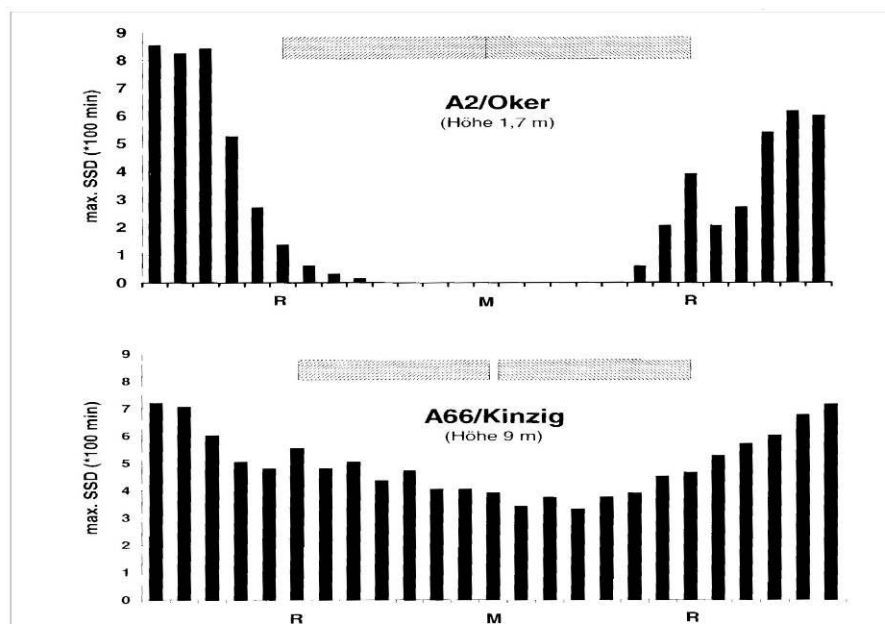 9
8
7
6
5
4
3
2
1
0
max. SSD (*100 min)
A2/Oker
(Höhe 1,7 m)
R M R
9
8
7
6
5
4
3
2
1
0
max. SSD (*100 min)
A66/Kinzig
(Höhe 9 m)
R M R